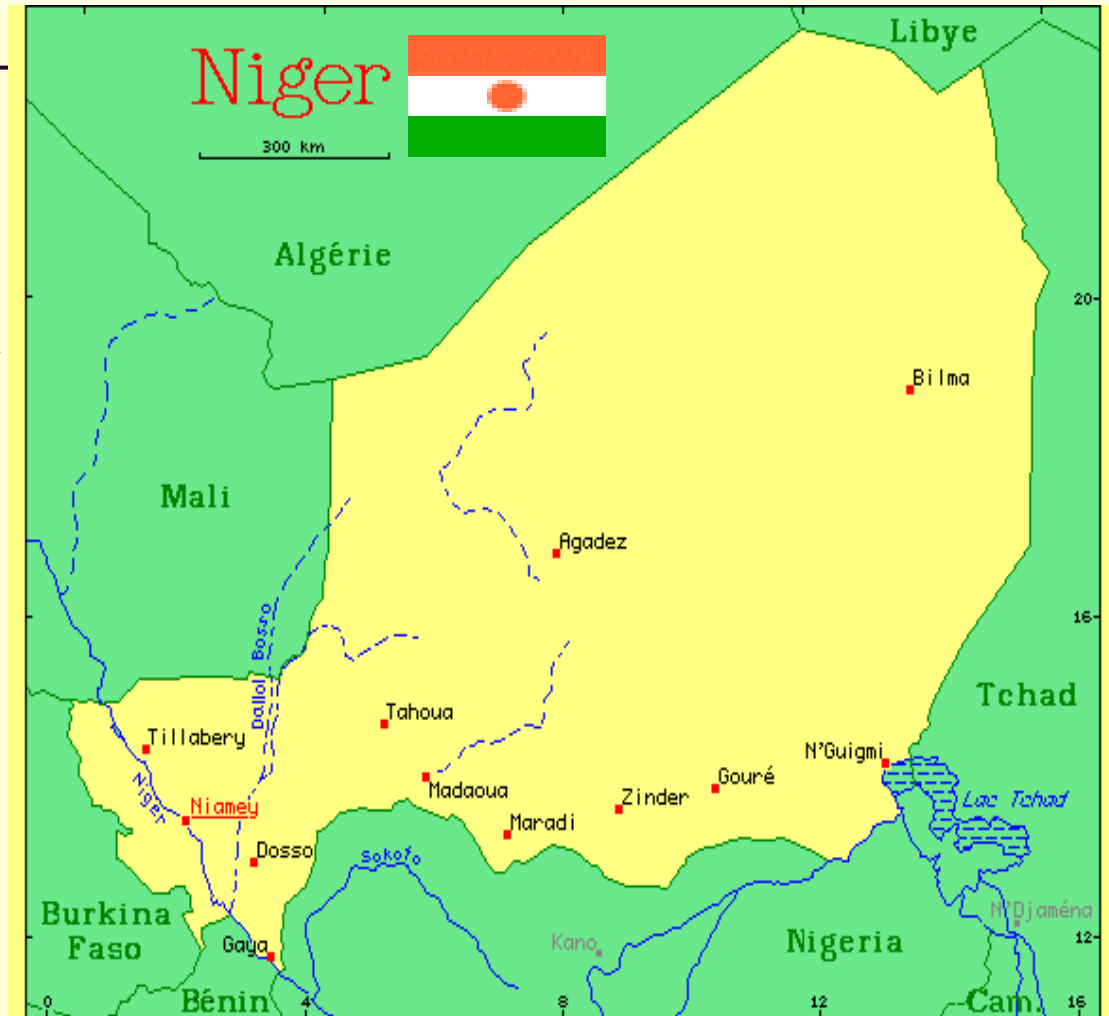 Libye
Niger
300 km
Algérie
20
Bilma
Mali
Agadez
16
Dallol Bosso
Tchad
Tahoua
Tillabery
N'Guigmi
Gouré
Niger
Madaoua
Zinder
Lac Tchad
Niamey
Maradi
Dosso
Sokoto
Burkina
Faso
N'Djaména
Gaya
Kano
Nigeria
12
Bénin
Cam.
0
4
8
12
16